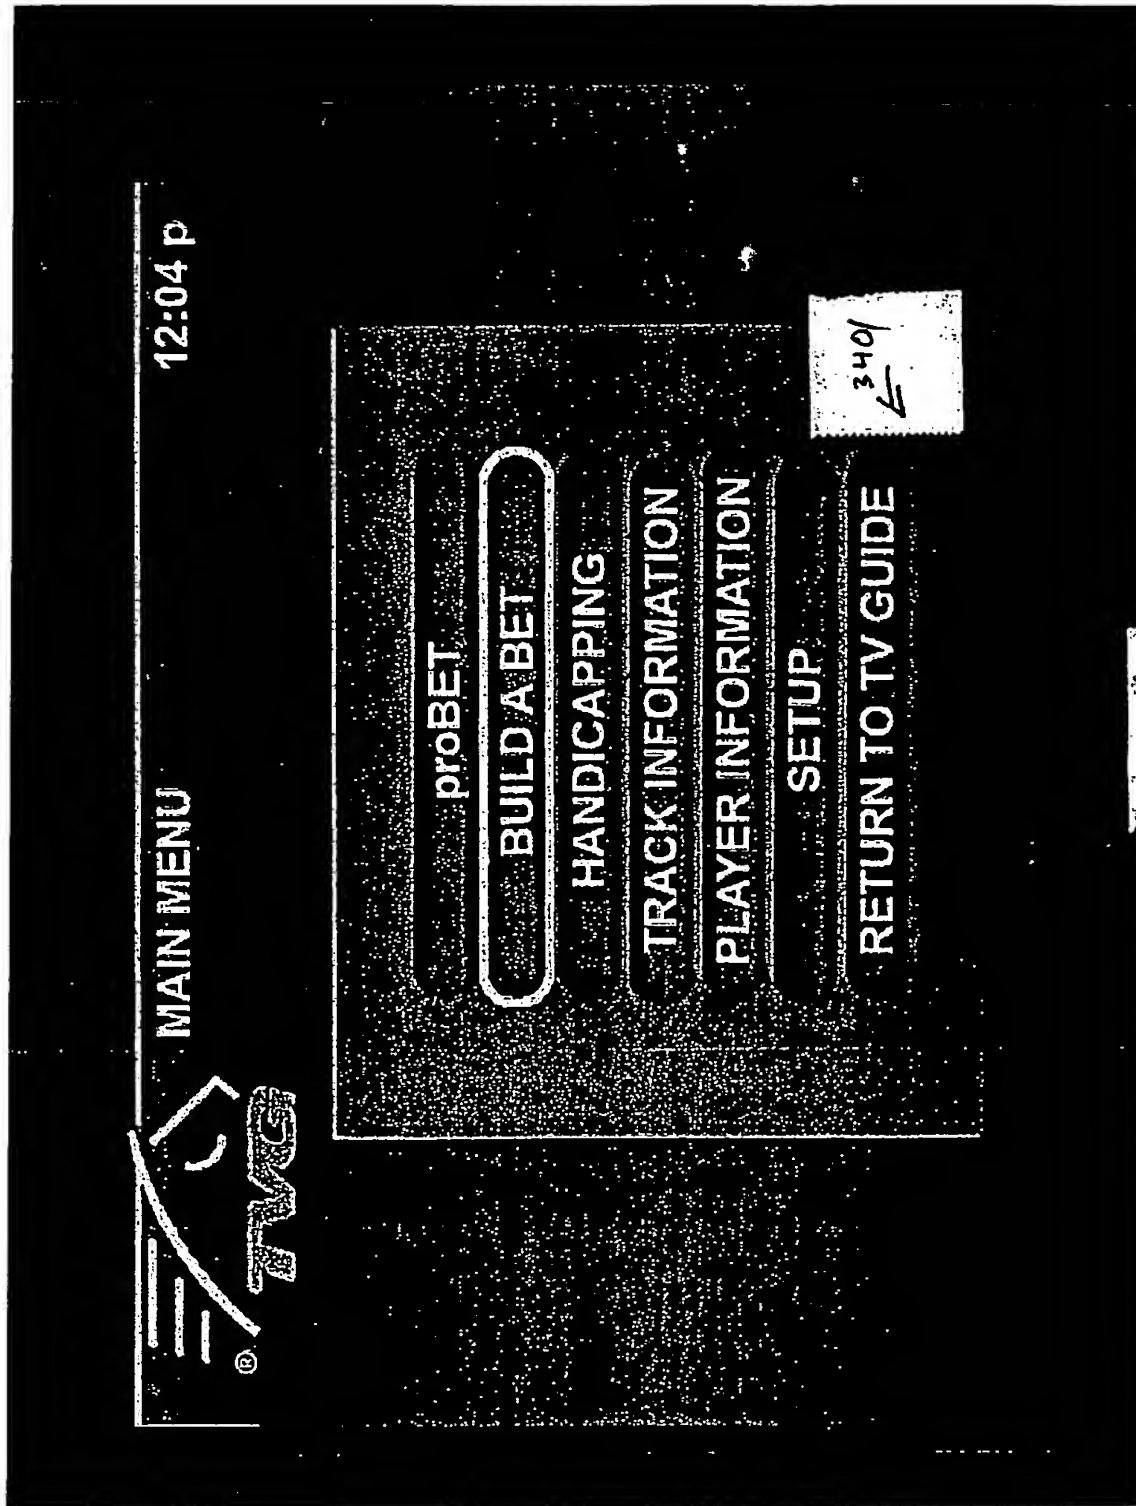 MAIN MENU
12:04 p
®
TVG
proBET
BUILD A BET
HANDICAPPING
TRACK INFORMATION
PLAYER INFORMATION
SETUP
RETURN TO TV GUIDE
3401